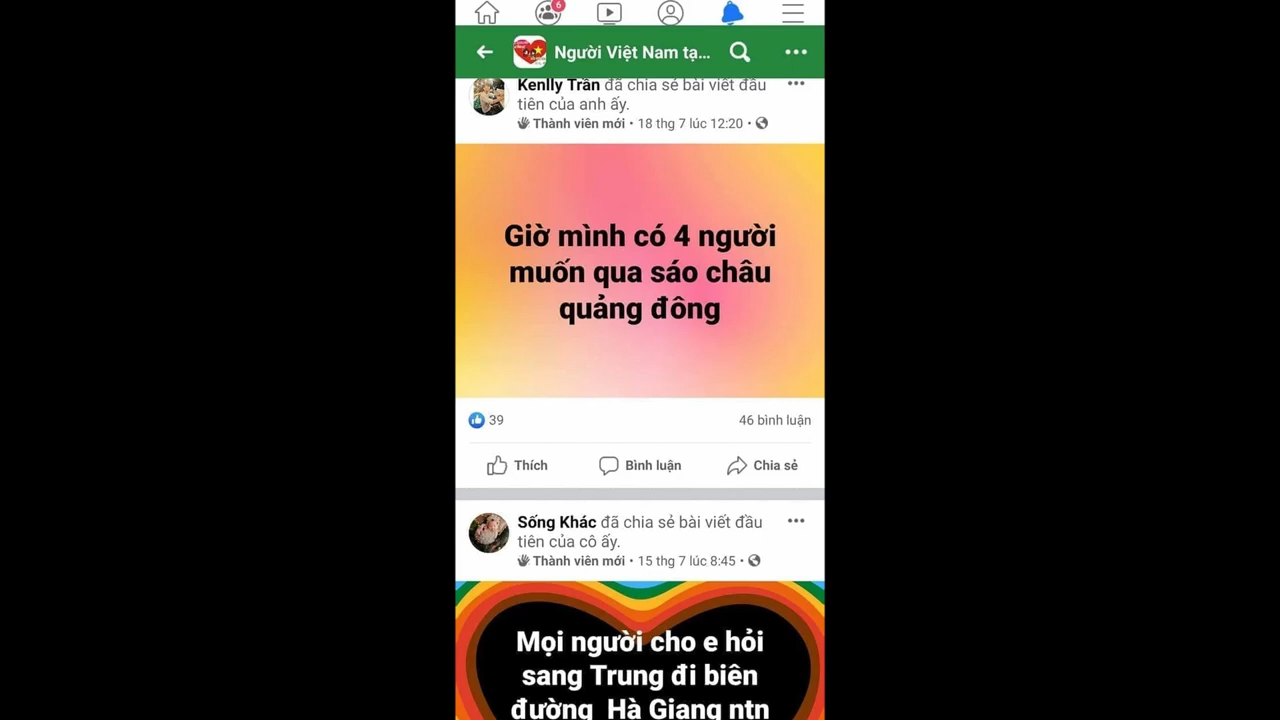 6
Người Việt Nam tạ...
Kenlly Trần đã chia sẻ bài viết đầu
tiên của anh ấy.
Thành viên mới • 18 thg 7 lúc 12:20 •
Giờ mình có 4 người
muốn qua sáo châu
quảng đông
39
46 bình luận
Thích
Bình luận
Chia sẻ
Sống Khác đã chia sẻ bài viết đầu
tiên của cô ấy.
Thành viên mới • 15 thg 7 lúc 8:45 •
Mọi người cho e hỏi
sang Trung đi biên
đường Hà Giang ntn